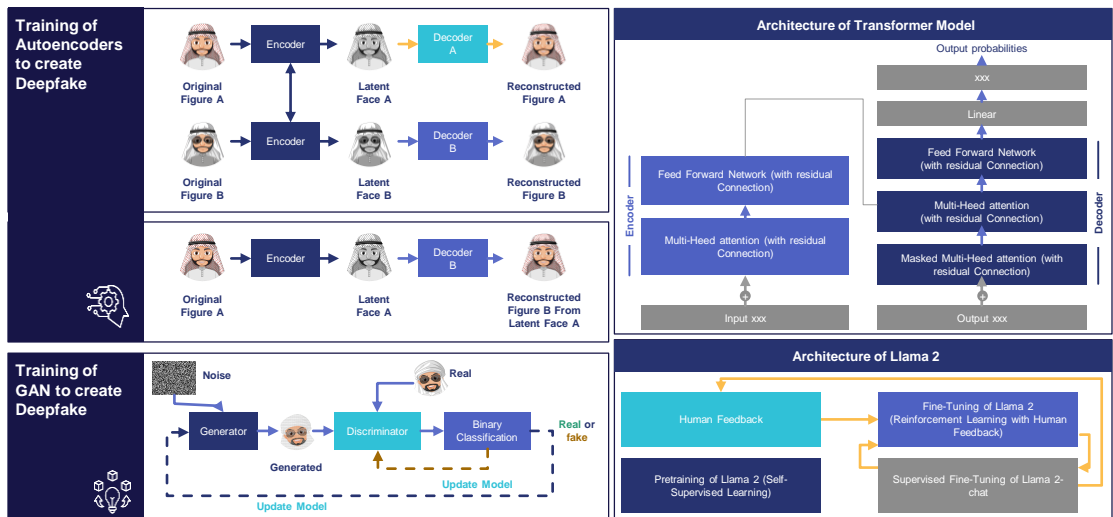 Training of
Autoencoders
to create
Deepfake
Encoder
Decoder
A
Original
Figure A
Latent
Face A
Reconstructed
Figure A
Encoder
Decoder
B
Original
Figure B
Latent
Face B
Reconstructed
Figure B
Encoder
Decoder
B
Original
Figure A
Latent
Face A
Reconstructed
Figure B From
Latent Face A
Training of
GAN to create
Deepfake
Noise
Real
Generator
Generated
Discriminator
Binary
Classification
Real or
fake
Update Model
Update Model
Architecture of Transformer Model
Output probabilities
xxx
Linear
Feed Forward Network
(with residual Connection)
Multi-Heed attention
(with residual Connection)
Masked Multi-Heed attention (with
residual Connection)
Output xxx
Decoder
Encoder
Feed Forward Network (with residual
Connection)
Multi-Heed attention (with residual
Connection)
Input xxx
Architecture of Llama 2
Human Feedback
Fine-Tuning of Llama 2
(Reinforcement Learning with Human
Feedback)
Pretraining of Llama 2 (Self-
Supervised Learning)
Supervised Fine-Tuning of Llama 2-
chat